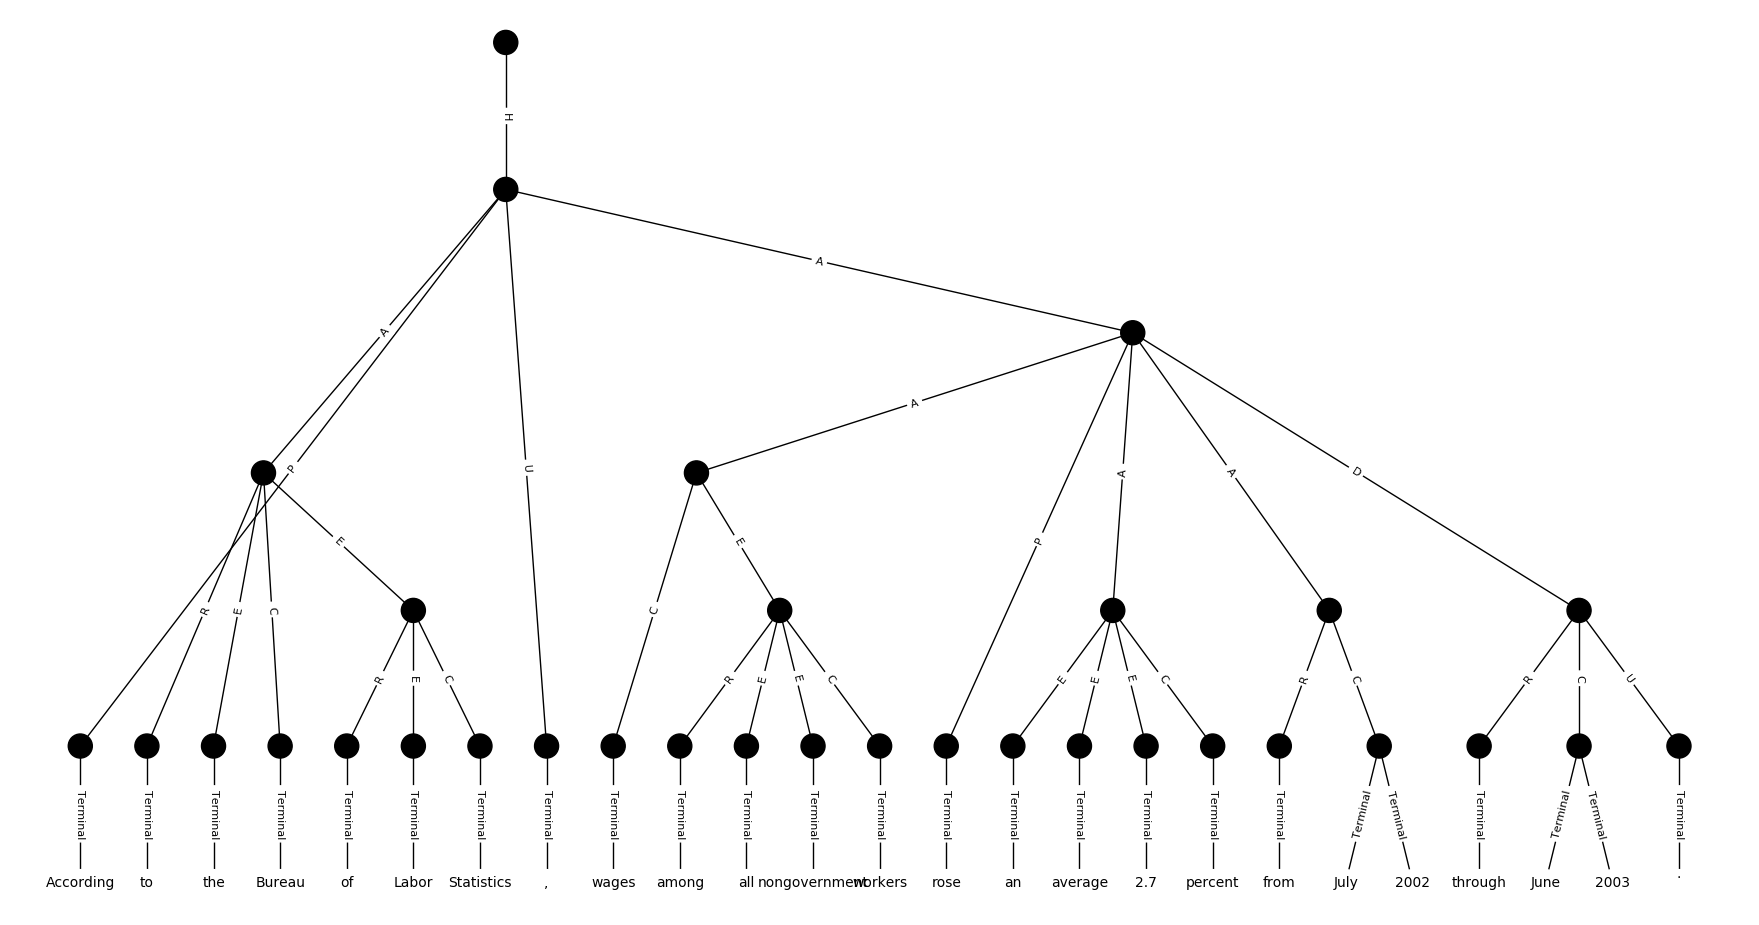 H
A
A
P
U
A
P
A
A
D
E
E
R
E
C
C
R
E
C
R
E
E
C
E
E
E
C
R
C
R
C
U
Terminal Terminal Terminal Terminal Terminal Terminal Terminal Terminal Terminal Terminal Terminal Terminal Terminal Terminal Terminal Terminal Terminal Terminal Terminal Terminal Terminal Terminal Terminal Terminal Terminal
According to the Bureau of Labor Statistics , wages among all nongovernment workers rose an average 2.7 percent from July 2002 through June 2003 .